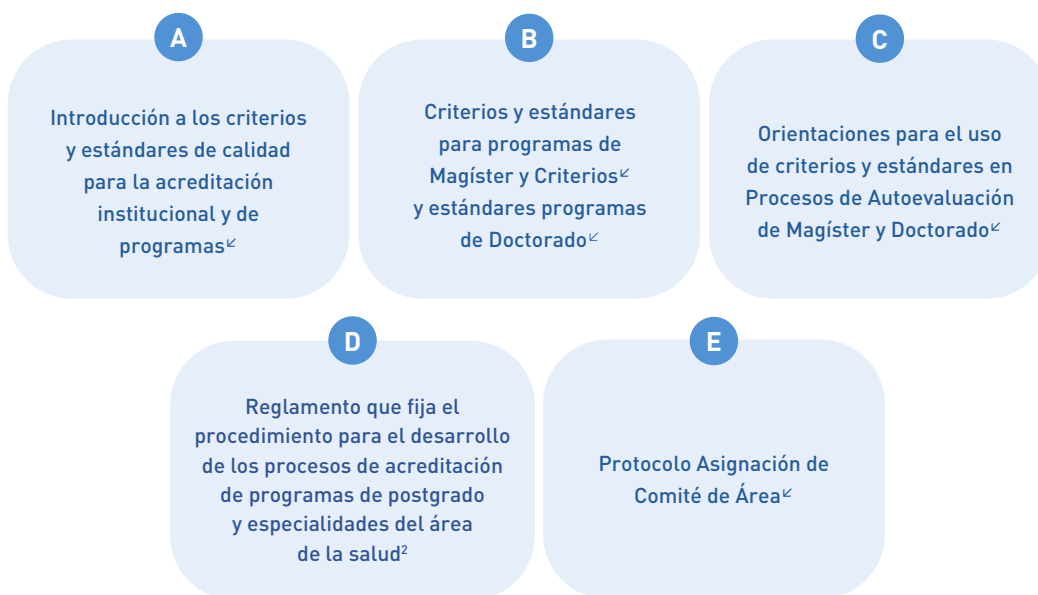 A
Introducción a los criterios
y estándares de calidad
para la acreditación
institucional y de
programas↙
B
Criterios y estándares
para programas de
Magíster y Criterios↙
y estándares programas
de Doctorado↙
C
Orientaciones para el uso
de criterios y estándares en
Procesos de Autoevaluación
de Magíster y Doctorado↙
D
Reglamento que fija el
procedimiento para el desarrollo
de los procesos de acreditación
de programas de postgrado
y especialidades del área
de la salud²
E
Protocolo Asignación de
Comité de Área↙